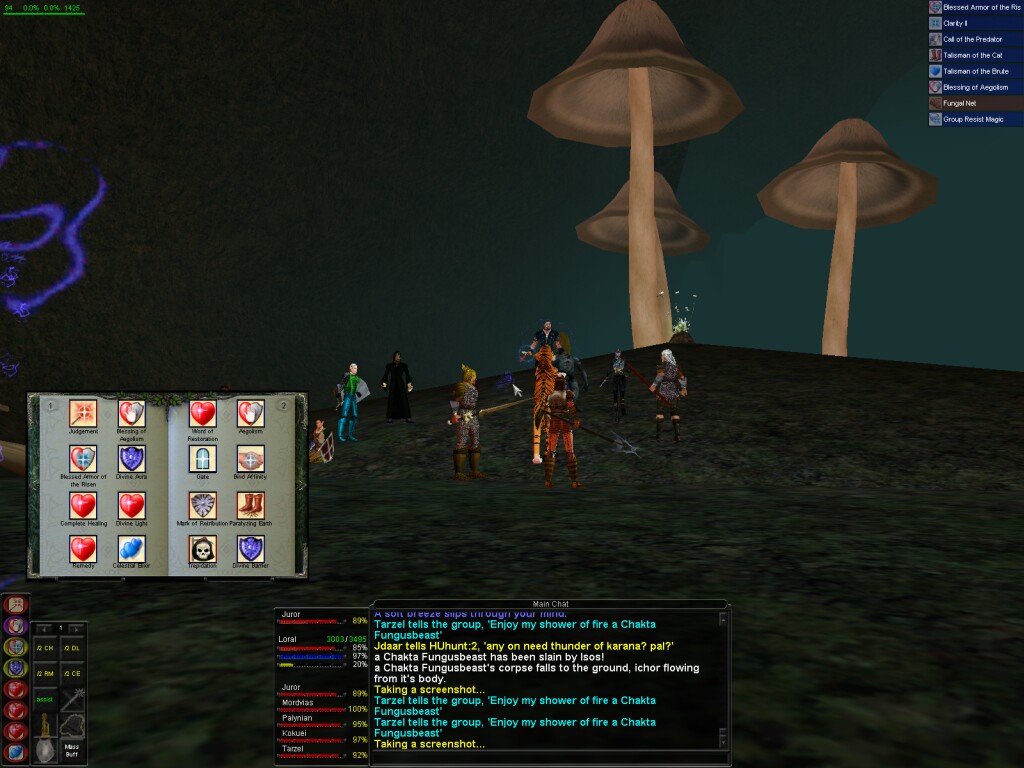 94 0.0% 0.0% 1425
Blessed Armor of the Ris
Clarity II
Call of the Predator
Talisman of the Cat
Talisman of the Brute
Blessing of Aegolism
Fungal Net
Group Resist Magic
1
2
Judgement
Blessing of Aegolism
Word of Restoration
Aegolism
Blessed Armor of the Risen
Divine Aura
Gate
Bind Affinity
Complete Healing
Divine Light
Mark of Retribution
Paralyzing Earth
Remedy
Celestial Elixir
Trepidation
Divine Barrier
1
/2 CH
/2 DL
/2 RM
/2 CE
assist
Mass
Buff
Juror
89%
Loral 3083/3495
85%
97%
20%
Juror
89%
Mordvias
100%
Palynian
95%
Kokuei
97%
Tarzel
92%
Main Chat
A soft breeze slips through your mind.
Tarzel tells the group, 'Enjoy my shower of fire a Chakta
Fungusbeast'
Jdaar tells HUhunt:2, 'any on need thunder of karana? pal?'
a Chakta Fungusbeast has been slain by Isos!
a Chakta Fungusbeast's corpse falls to the ground, ichor flowing
from it's body.
Taking a screenshot...
Tarzel tells the group, 'Enjoy my shower of fire a Chakta
Fungusbeast'
Tarzel tells the group, 'Enjoy my shower of fire a Chakta
Fungusbeast'
Taking a screenshot...